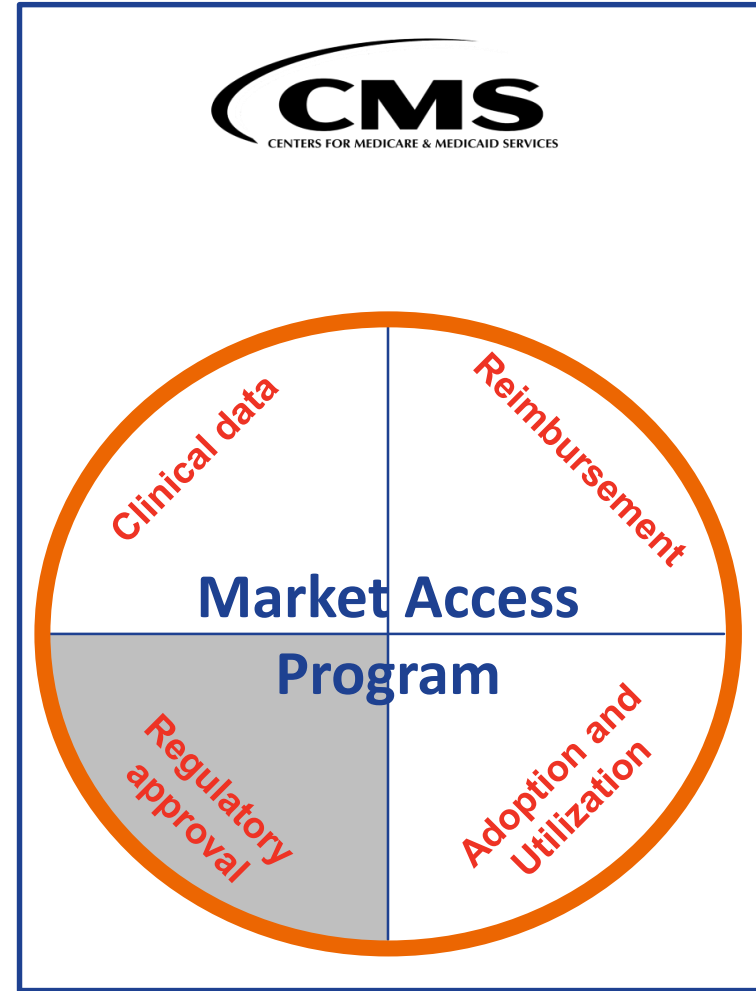 CMS
CENTERS FOR MEDICARE & MEDICAID SERVICES
Clinical data
Reimbursement
Market Access
Program
Regulatory
approval
Adoption and
Utilization